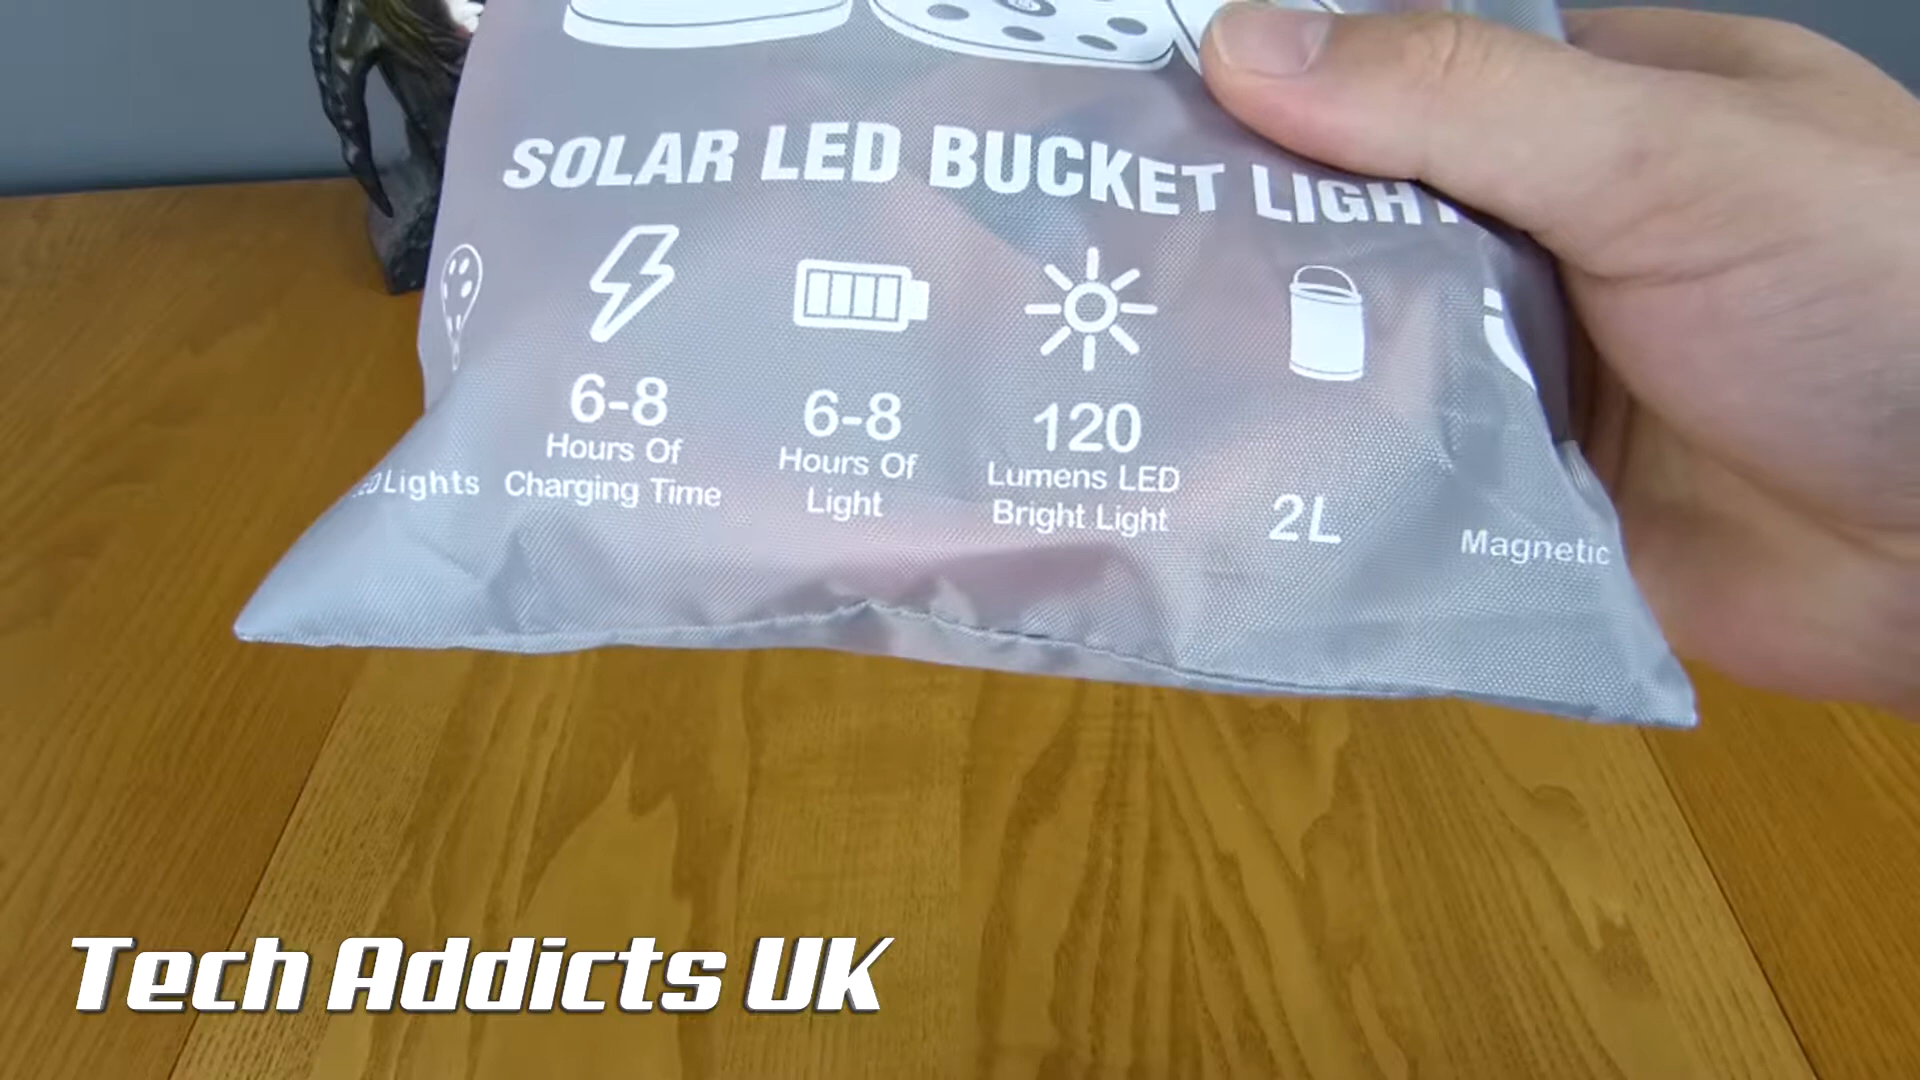 SOLAR LED BUCKET LIGHT
6-8
Hours Of
Charging Time
6-8
Hours Of
Light
120
Lumens LED
Bright Light
2L
Lights
Magnetic
Tech Addicts UK